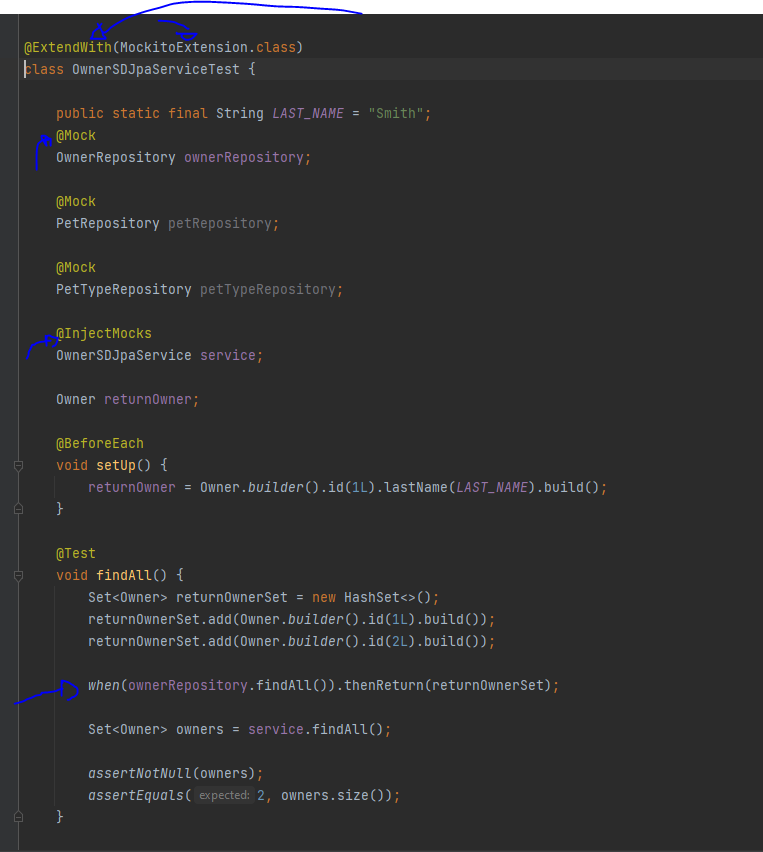 @ExtendWith(MockitoExtension.class)
class OwnerSDJpaServiceTest {
public static final String LAST_NAME = "Smith";
@Mock
OwnerRepository ownerRepository;
@Mock
PetRepository petRepository;
@Mock
PetTypeRepository petTypeRepository;
@InjectMocks
OwnerSDJpaService service;
Owner returnOwner;
@BeforeEach
void setUp() {
returnOwner = Owner.builder().id(1L).lastName(LAST_NAME).build();
}
@Test
void findAll() {
Set<Owner> returnOwnerSet = new HashSet<>();
returnOwnerSet.add(Owner.builder().id(1L).build());
returnOwnerSet.add(Owner.builder().id(2L).build());
when(ownerRepository.findAll()).thenReturn(returnOwnerSet);
Set<Owner> owners = service.findAll();
assertNotNull(owners);
assertEquals( expected: 2, owners.size());
}